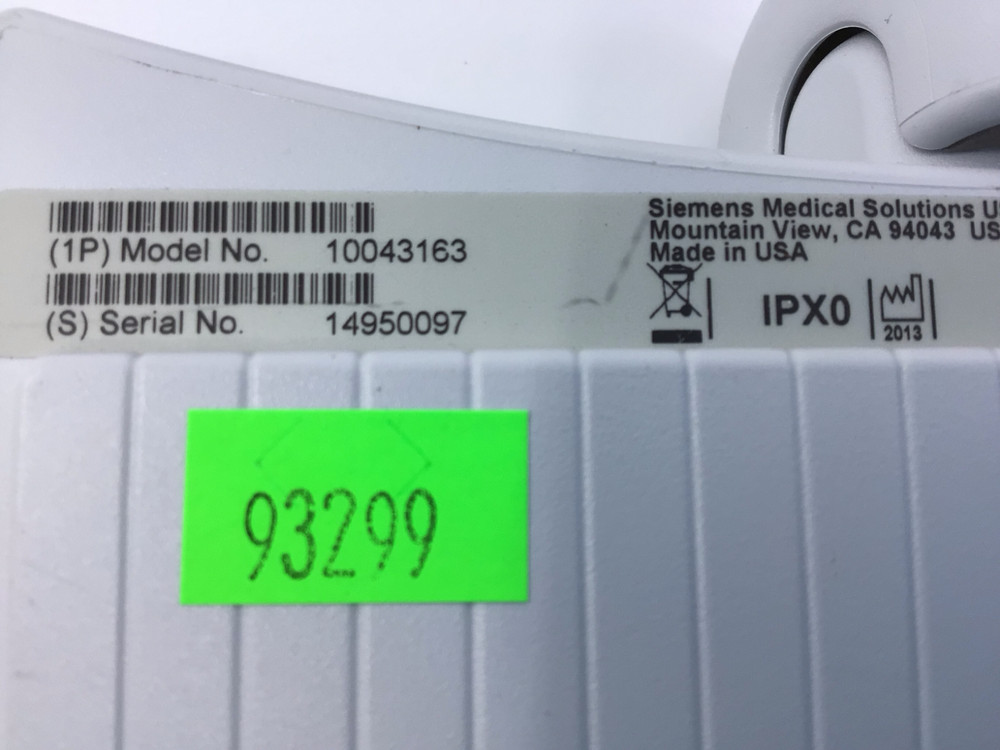 Siemens Medical Solutions U
Mountain View, CA 94043 US
Made in USA
(1P) Model No. 10043163
(S) Serial No. 14950097
IPX0
2013
93299